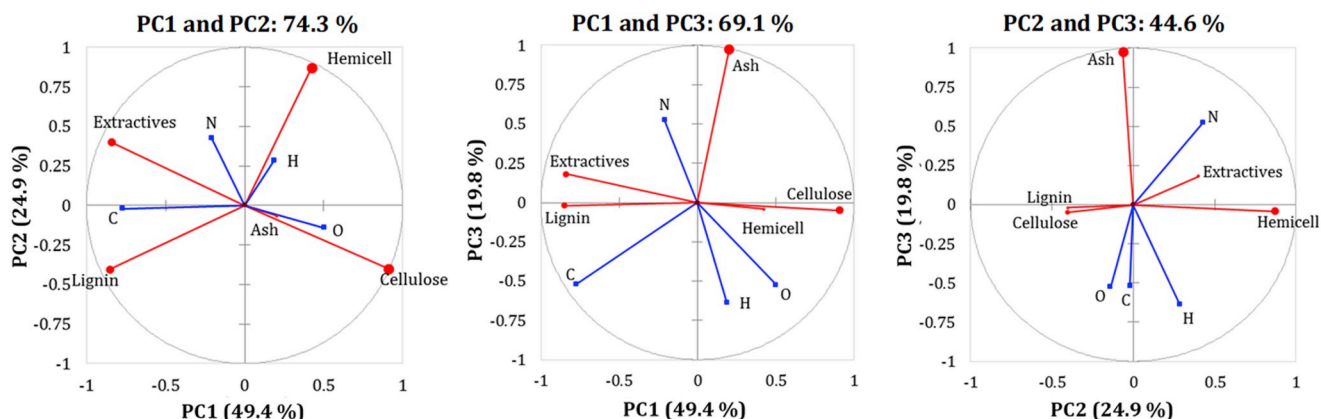 PC1 and PC2: 74.3 %
1
0.75
0.5
0.25
0
-0.25
-0.5
-0.75
-1
-1
-0.5
0
0.5
1
PC2 (24.9 %)
PC1 (49.4 %)
Hemicell
Extractives
N
H
C
Ash
O
Lignin
Cellulose
PC1 and PC3: 69.1 %
1
0.75
0.5
0.25
0
-0.25
-0.5
-0.75
-1
-1
-0.5
0
0.5
1
PC3 (19.8 %)
PC1 (49.4 %)
Ash
N
Extractives
Cellulose
Lignin
Hemicell
C
H
O
PC2 and PC3: 44.6 %
1
0.75
0.5
0.25
0
-0.25
-0.5
-0.75
-1
-1
-0.5
0
0.5
1
PC3 (19.8 %)
PC2 (24.9 %)
Ash
N
Extractives
Lignin
Cellulose
Hemicell
O
C
H